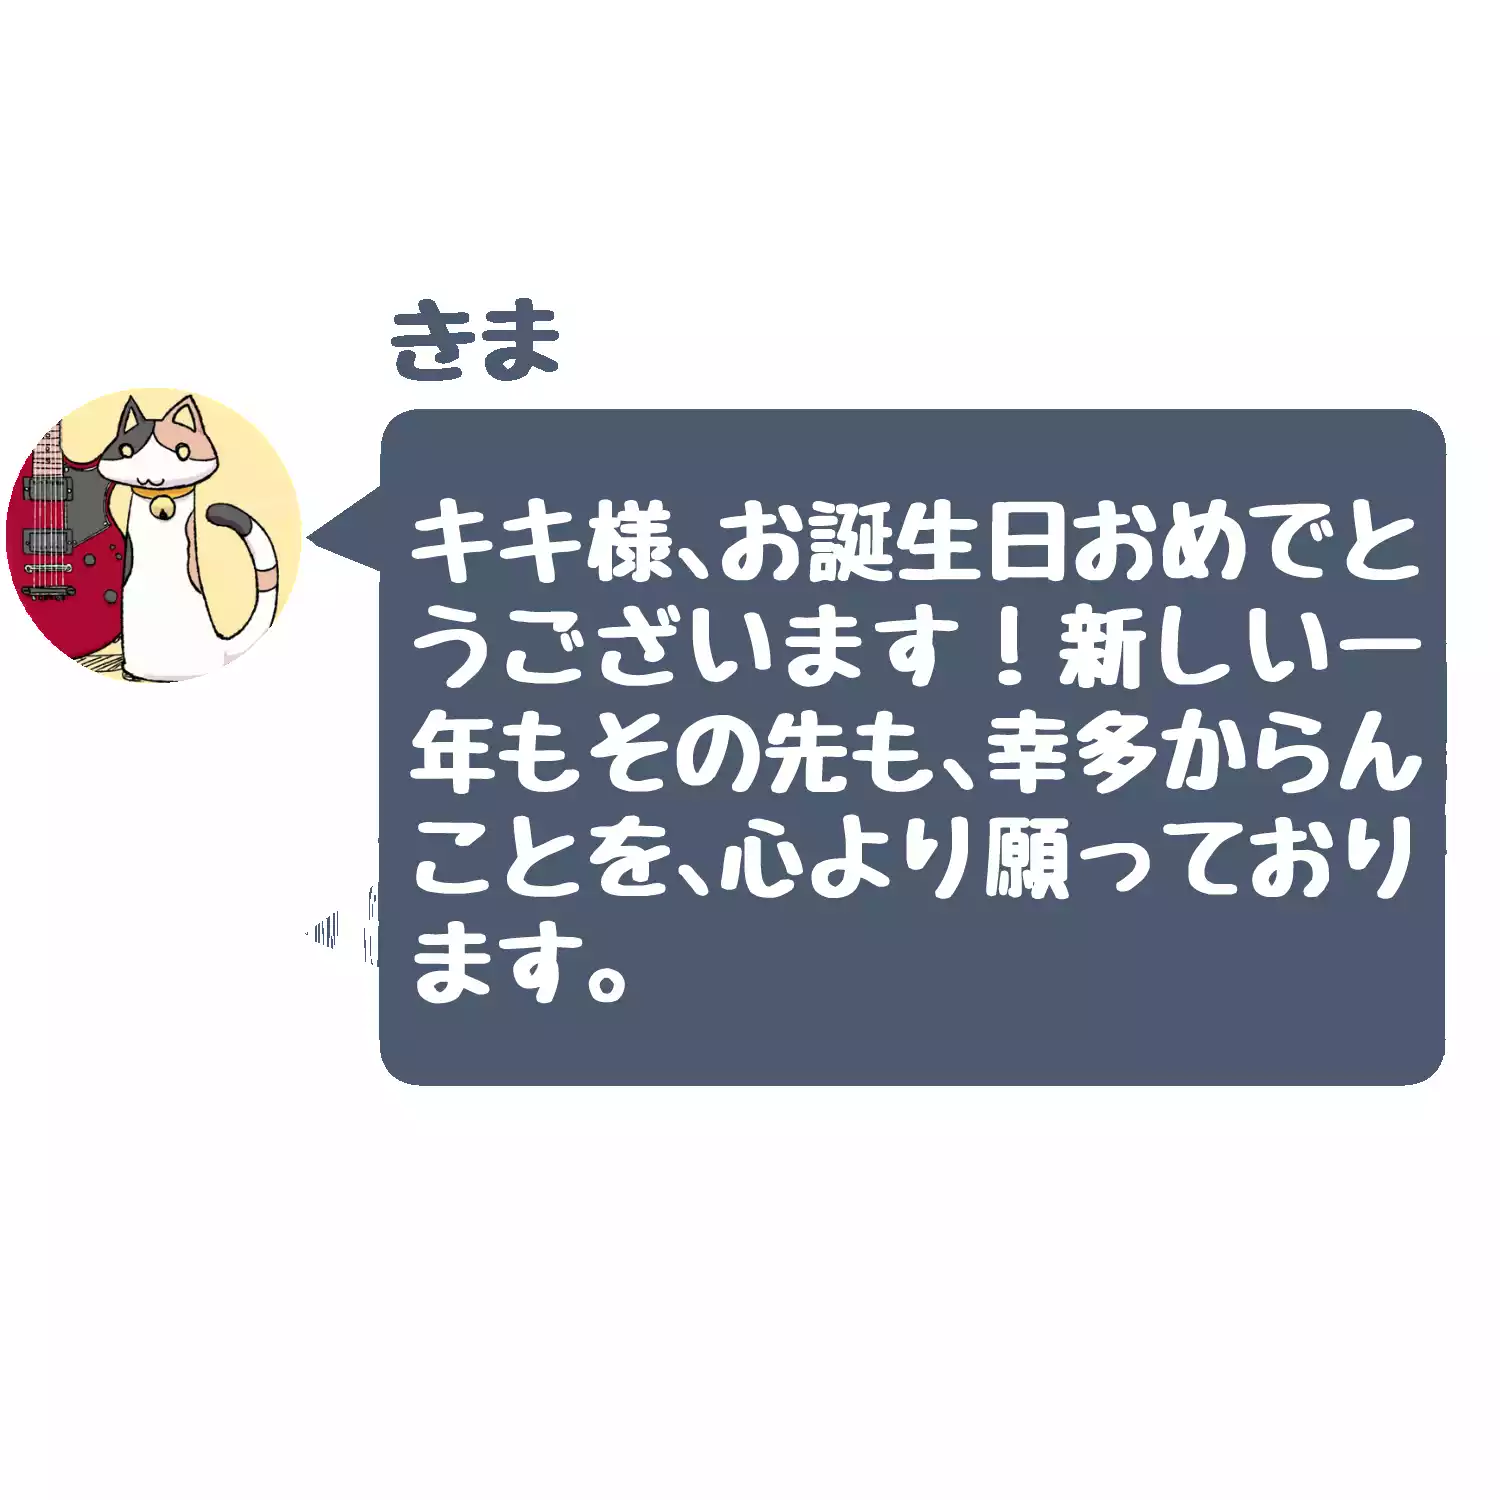 きま
キキ様、お誕生日おめでと
うございます！新しい一
年もその先も、幸多からん
ことを、心より願っており
ます。